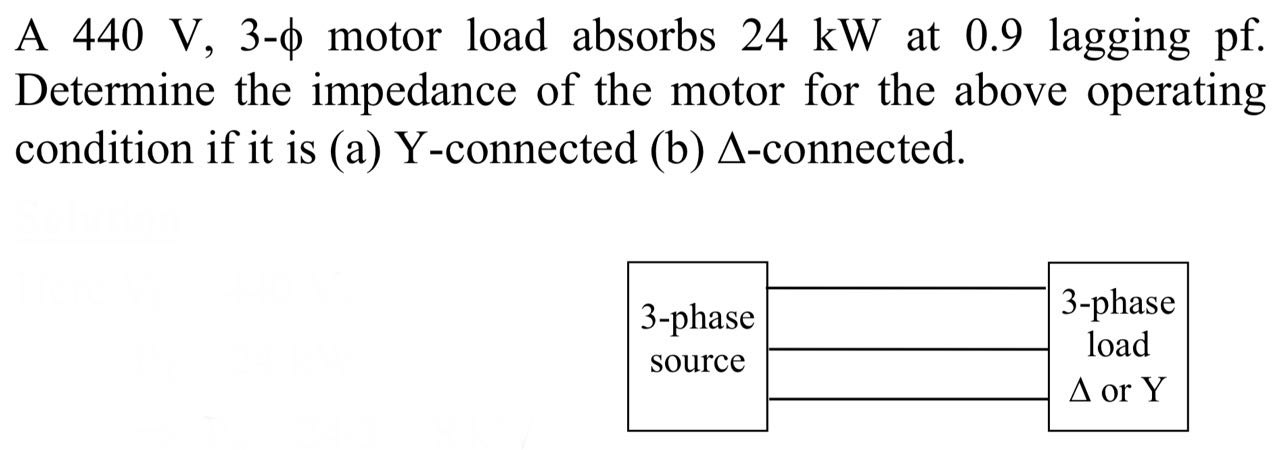 A 440 V, 3-ϕ motor load absorbs 24 kW at 0.9 lagging pf.
Determine the impedance of the motor for the above operating
condition if it is (a) Y-connected (b) Δ-connected.
Solution
3-phase
source
3-phase
load
Δ or Y